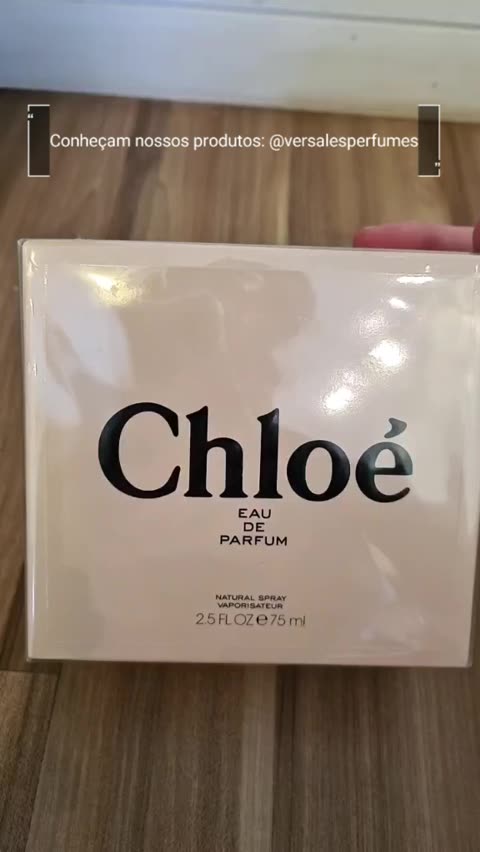 “
Conheçam nossos produtos: @versalesperfumes
”
Chloé
EAU
DE
PARFUM
NATURAL SPRAY
VAPORISATEUR
2.5 FL OZ ℮ 75 ml